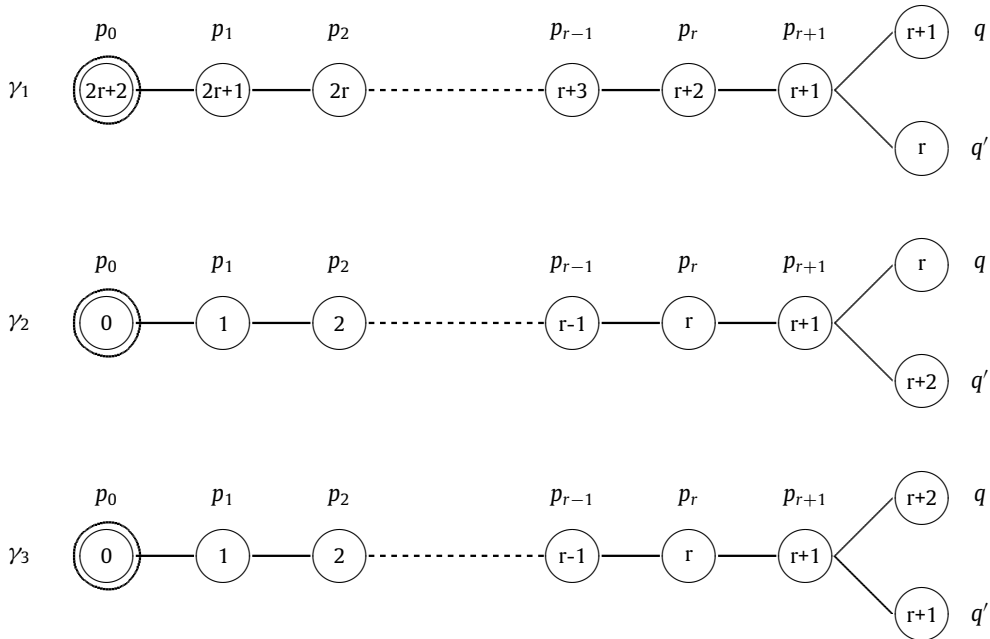 p₀ p₁ p₂ pᵣ₋₁ pᵣ pᵣ₊₁ r+1 q
γ₁ 2r+2 2r+1 2r r+3 r+2 r+1
r q′
p₀ p₁ p₂ pᵣ₋₁ pᵣ pᵣ₊₁ r q
γ₂ 0 1 2 r-1 r r+1
r+2 q′
p₀ p₁ p₂ pᵣ₋₁ pᵣ pᵣ₊₁ r+2 q
γ₃ 0 1 2 r-1 r r+1
r+1 q′